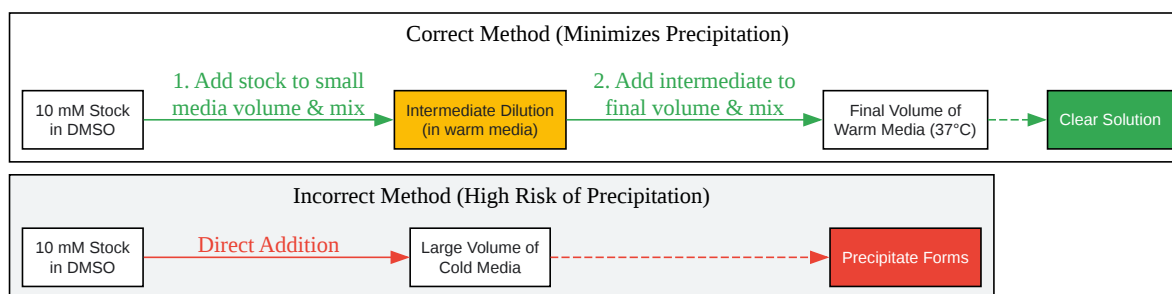 Correct Method (Minimizes Precipitation)
1. Add stock to small
media volume & mix
2. Add intermediate to
final volume & mix
10 mM Stock
in DMSO
Intermediate Dilution
(in warm media)
Final Volume of
Warm Media (37°C)
Clear Solution
Incorrect Method (High Risk of Precipitation)
10 mM Stock
in DMSO
Direct Addition
Large Volume of
Cold Media
Precipitate Forms